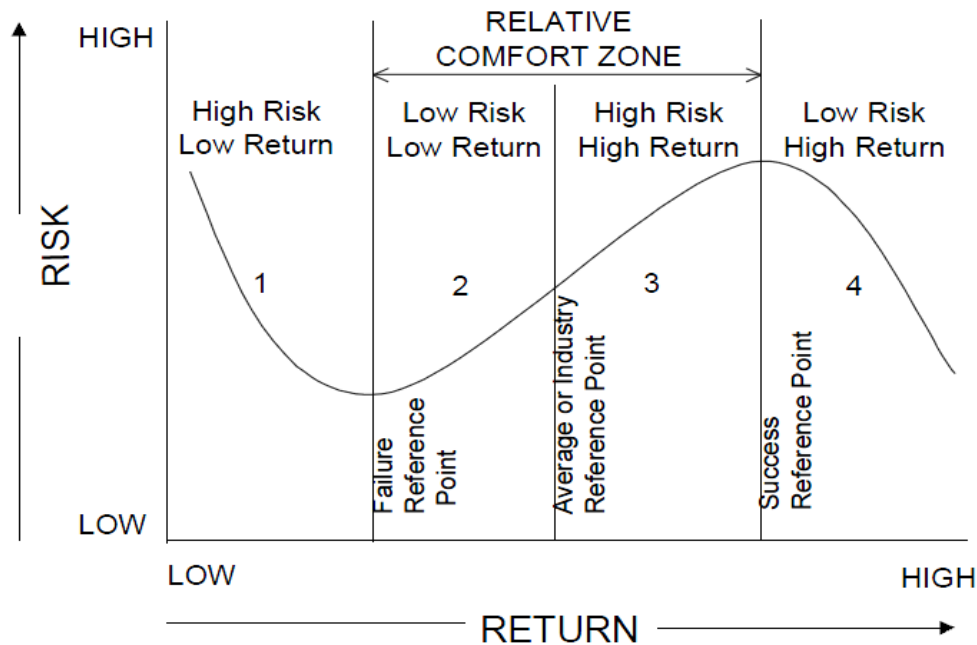 RELATIVE
COMFORT ZONE
HIGH
High Risk
Low Return
Low Risk
Low Return
High Risk
High Return
Low Risk
High Return
RISK
1
2
3
4
Failure
Reference
Point
Average or Industry
Reference Point
Success
Reference Point
LOW
LOW
HIGH
RETURN